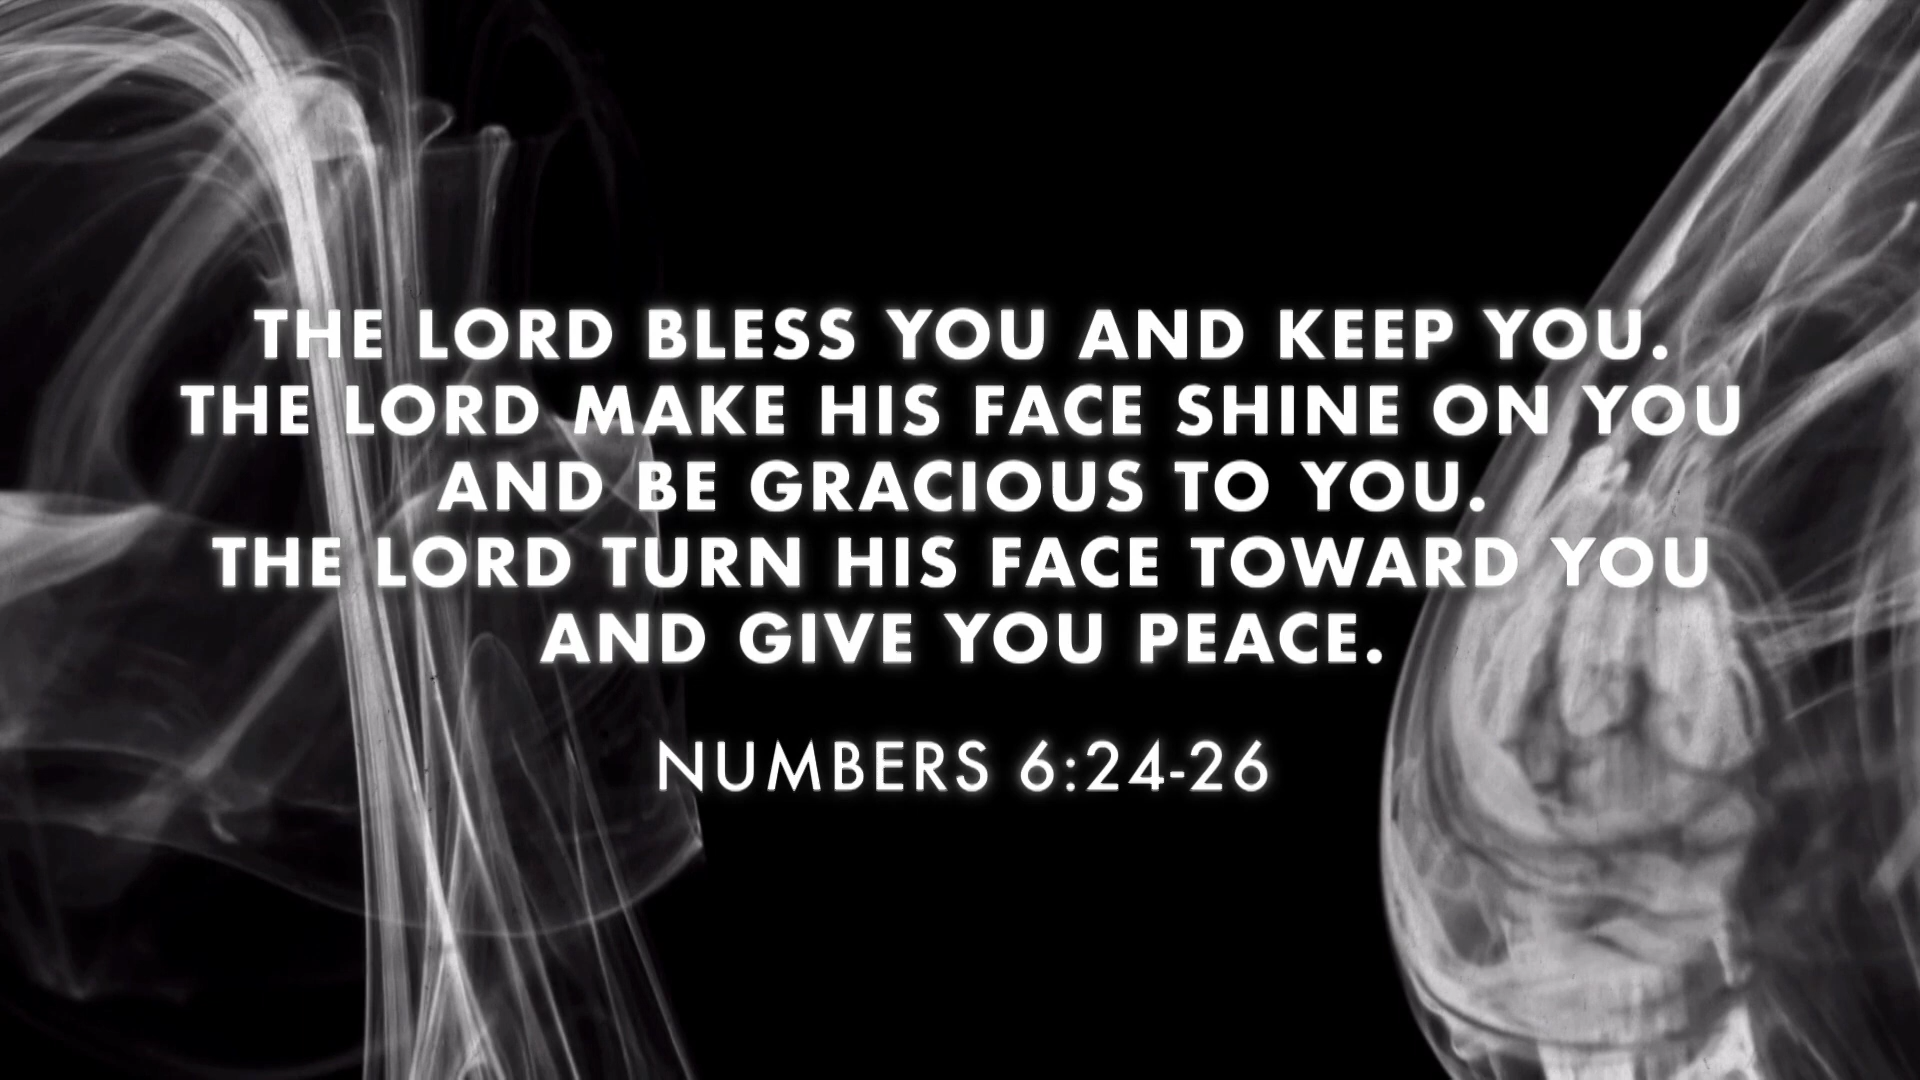 THE LORD BLESS YOU AND KEEP YOU.
THE LORD MAKE HIS FACE SHINE ON YOU
AND BE GRACIOUS TO YOU.
THE LORD TURN HIS FACE TOWARD YOU
AND GIVE YOU PEACE.
NUMBERS 6:24-26